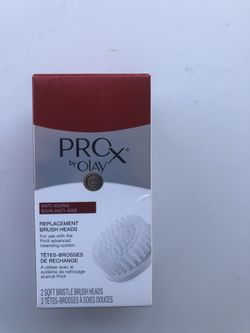 PROX®
by OLAY
ANTI-AGING
SOIN ANTI-ÂGE
REPLACEMENT
BRUSH HEADS
For use with the
ProX advanced
cleansing system
TÊTES-BROSSES
DE RECHANGE
À utiliser avec le
système de nettoyage
avancé ProX
2 SOFT BRISTLE BRUSH HEADS
2 TÊTES-BROSSES À SOIES DOUCES